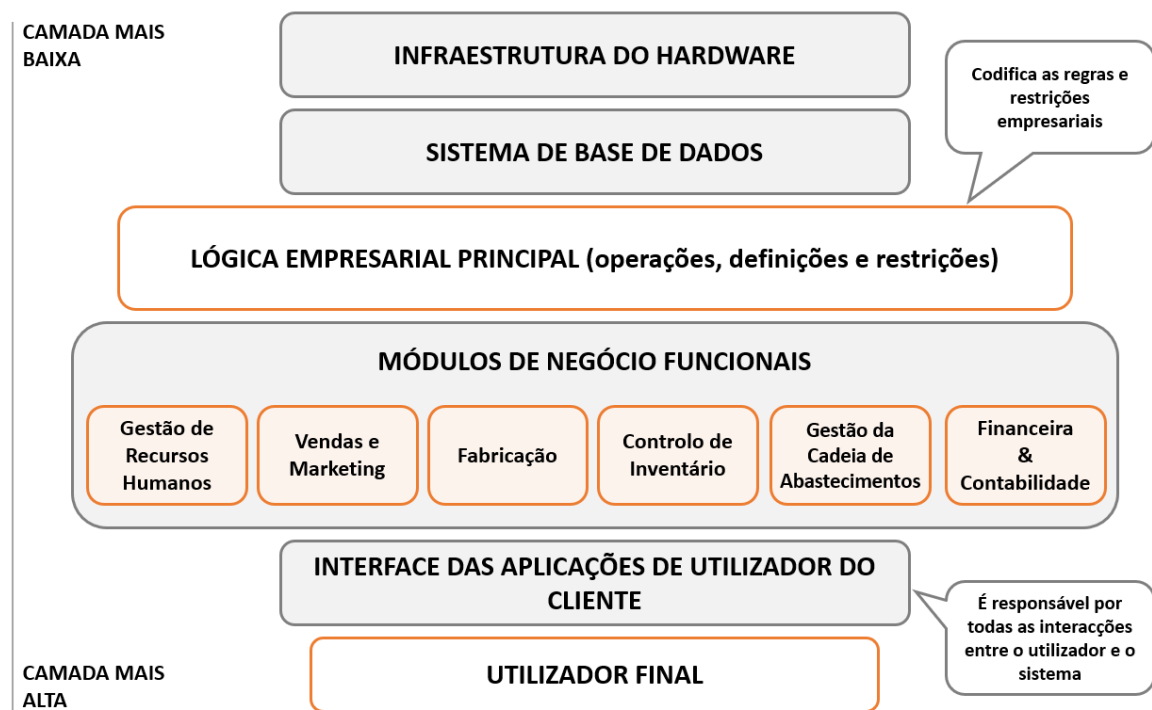 CAMADA MAIS
BAIXA
INFRAESTRUTURA DO HARDWARE
Codifica as regras e
restrições
empresariais
SISTEMA DE BASE DE DADOS
LÓGICA EMPRESARIAL PRINCIPAL (operações, definições e restrições)
MÓDULOS DE NEGÓCIO FUNCIONAIS
Gestão de
Recursos
Humanos
Vendas e
Marketing
Fabricação
Controlo de
Inventário
Gestão da
Cadeia de
Abastecimentos
Financeira
&
Contabilidade
INTERFACE DAS APLICAÇÕES DE UTILIZADOR DO
CLIENTE
É responsável por
todas as interacções
entre o utilizador e o
sistema
CAMADA MAIS
ALTA
UTILIZADOR FINAL